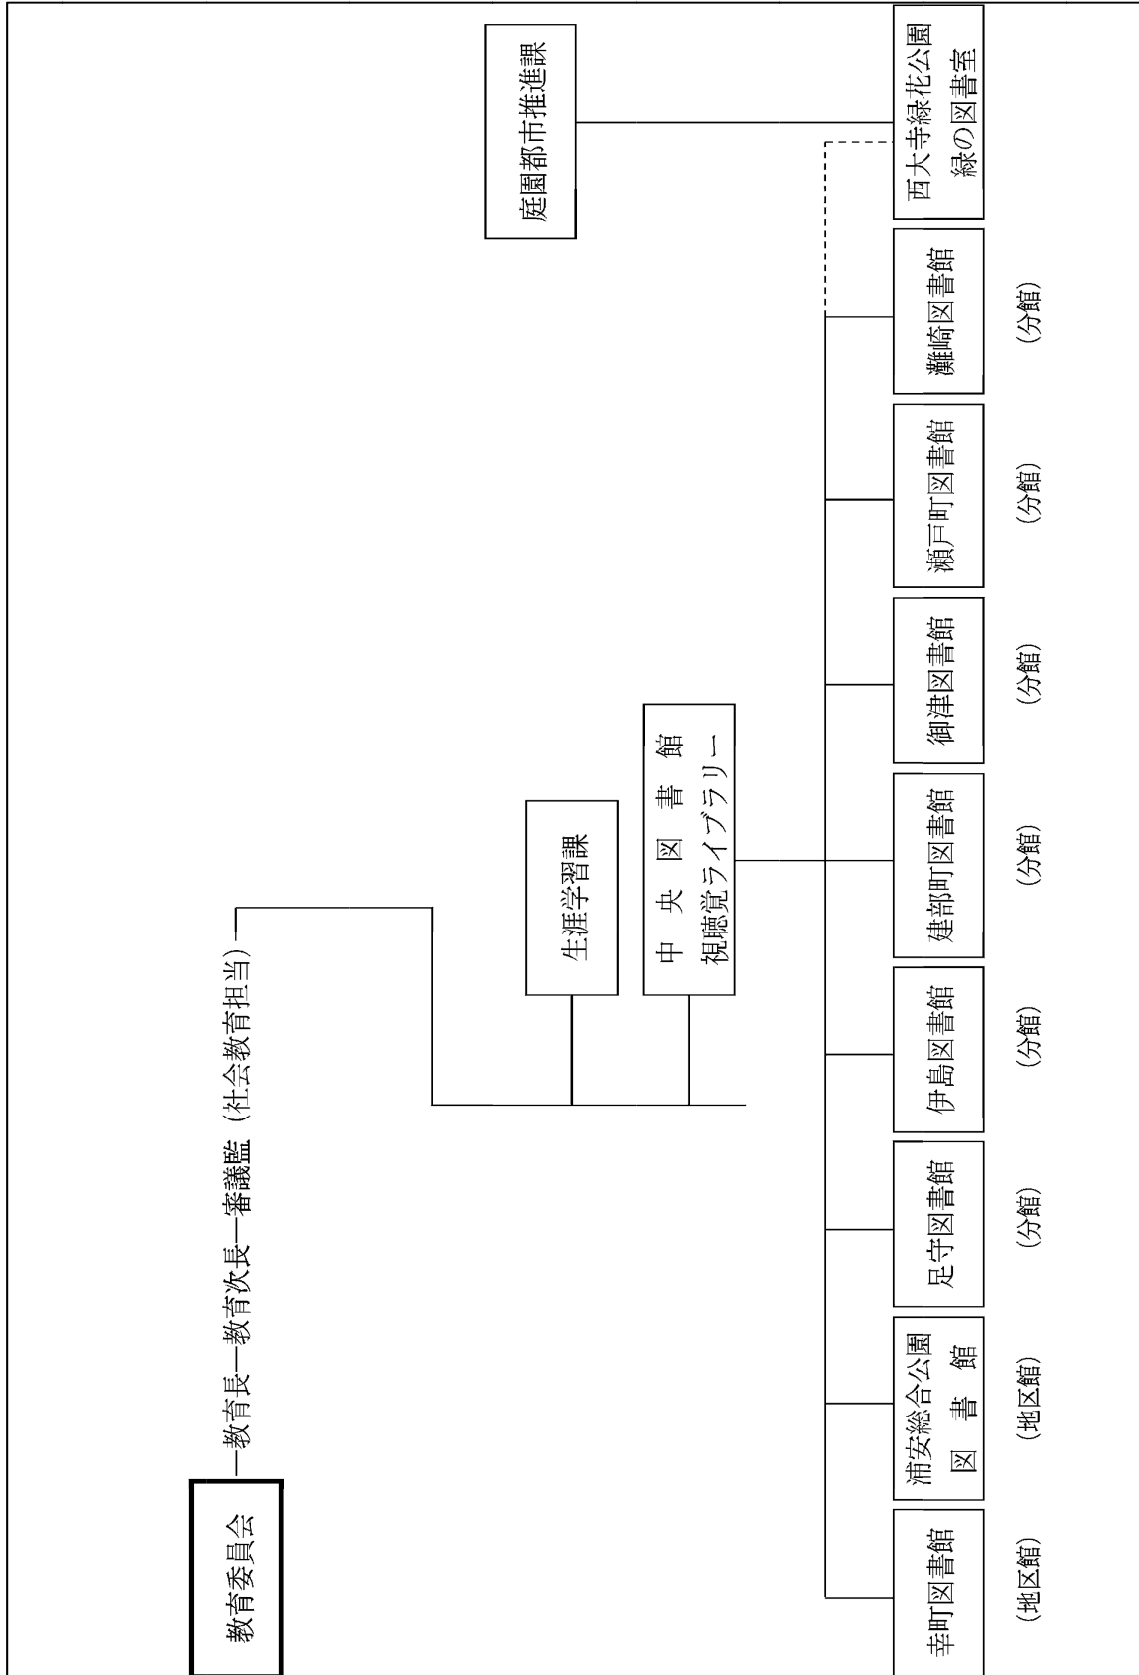 教育委員会
教育長
教育次長
審議監 (社会教育担当)
生涯学習課
中央図書館
視聴覚ライブラリー
庭園都市推進課
幸町図書館
(地区館)
浦安総合公園
図書館
(地区館)
足守図書館
(分館)
伊島図書館
(分館)
建部町図書館
(分館)
御津図書館
(分館)
瀬戸町図書館
(分館)
灘崎図書館
(分館)
西大寺緑花公園
緑の図書室